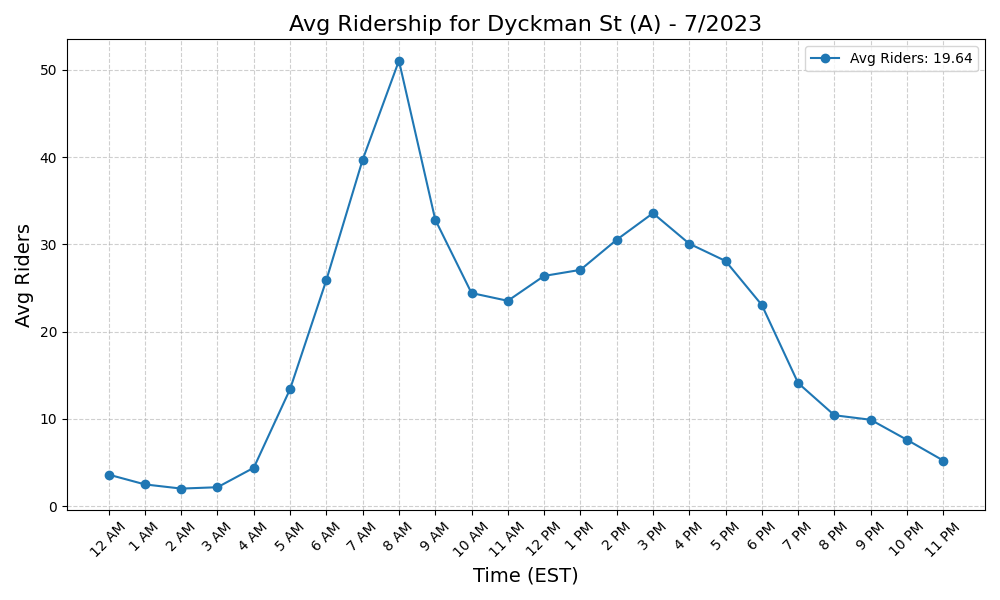 Avg Ridership for Dyckman St (A) - 7/2023
Avg Riders: 19.64
Avg Riders
50
40
30
20
10
0
12 AM
1 AM
2 AM
3 AM
4 AM
5 AM
6 AM
7 AM
8 AM
9 AM
10 AM
11 AM
12 PM
1 PM
2 PM
3 PM
4 PM
5 PM
6 PM
7 PM
8 PM
9 PM
10 PM
11 PM
Time (EST)